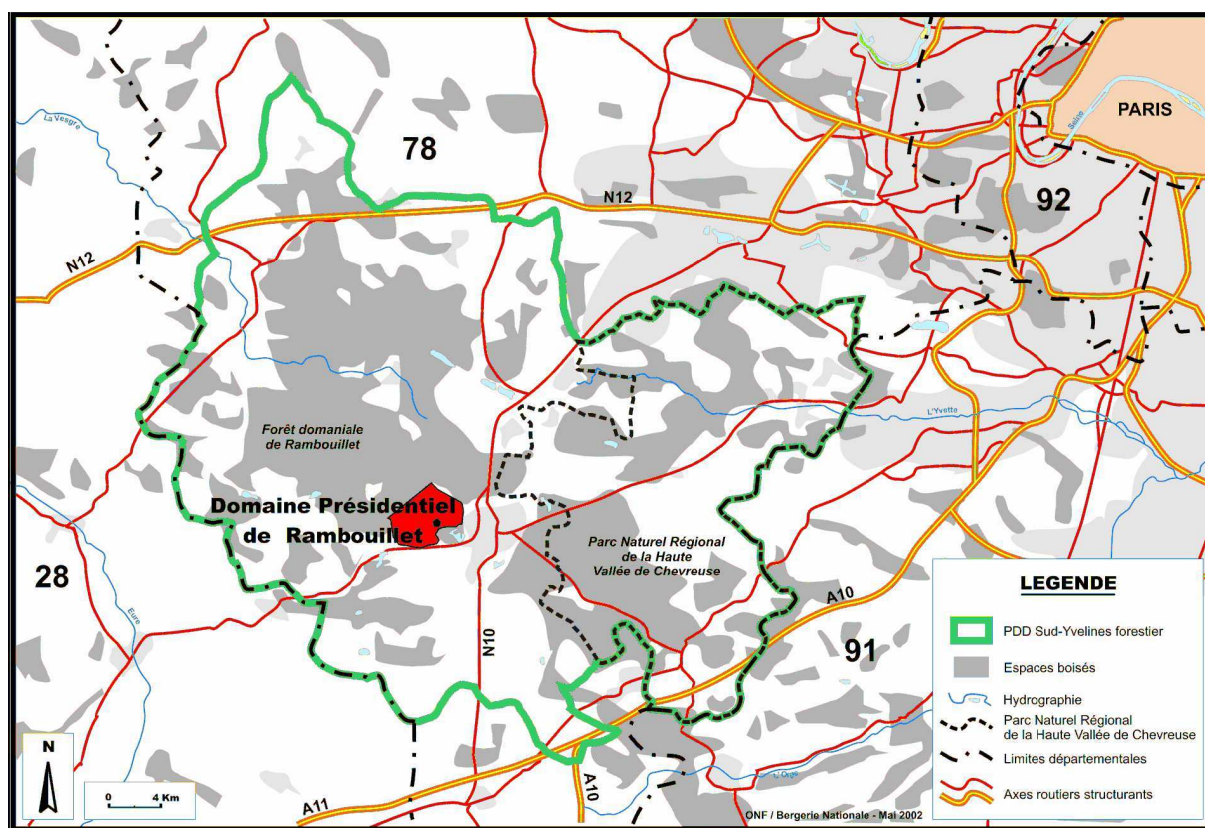 La Vesgre
78
PARIS
Seine
92
N12
N12
L'Yvette
Forêt domaniale
de Rambouillet
Domaine Présidentiel
de Rambouillet
Parc Naturel Régional
de la Haute
Vallée de Chevreuse
28
Eure
N10
A10
91
L'Orge
A11
A10
N
0 4 Km
ONF / Bergerie Nationale - Mai 2002
LEGENDE
PDD Sud-Yvelines forestier
Espaces boisés
Hydrographie
Parc Naturel Régional
de la Haute Vallée de Chevreuse
Limites départementales
Axes routiers structurants